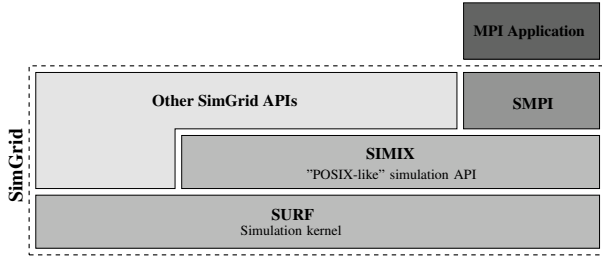 MPI Application
Other SimGrid APIs
SMPI
SIMIX
"POSIX-like" simulation API
SURF
Simulation kernel
SimGrid